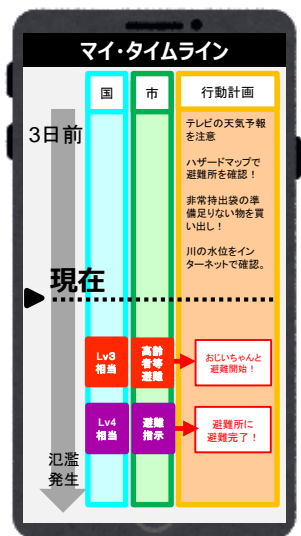 マイ・タイムライン
国
市
行動計画
3日前
テレビの天気予報
を注意
ハザードマップで
避難所を確認！
非常持出袋の準
備足りない物を買
い出し！
川の水位をイン
ターネットで確認。
現在
Lv3
相当
高齢
者等
避難
おじいちゃんと
避難開始！
Lv4
相当
避難
指示
避難所に
避難完了！
氾濫
発生